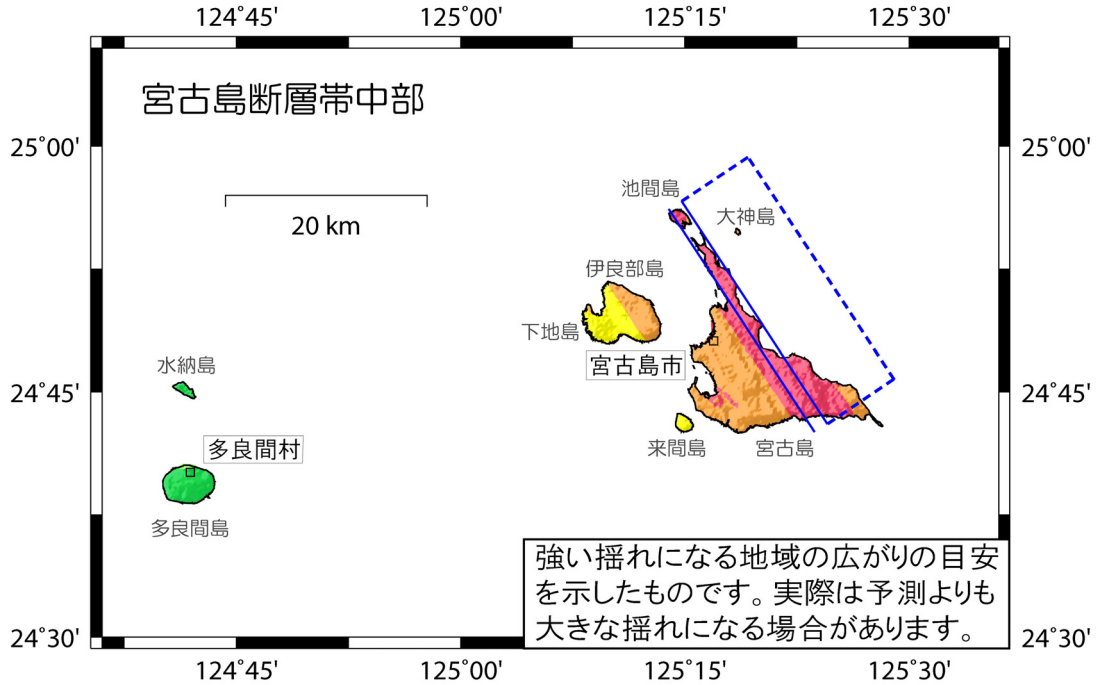 124˚45'
125˚00'
125˚15'
125˚30'
宮古島断層帯中部
25˚00'
25˚00'
20 km
池間島
大神島
伊良部島
下地島
宮古島市
水納島
24˚45'
24˚45'
多良間村
来間島
宮古島
多良間島
強い揺れになる地域の広がりの目安
を示したものです。実際は予測よりも
大きな揺れになる場合があります。
24˚30'
24˚30'
124˚45'
125˚00'
125˚15'
125˚30'